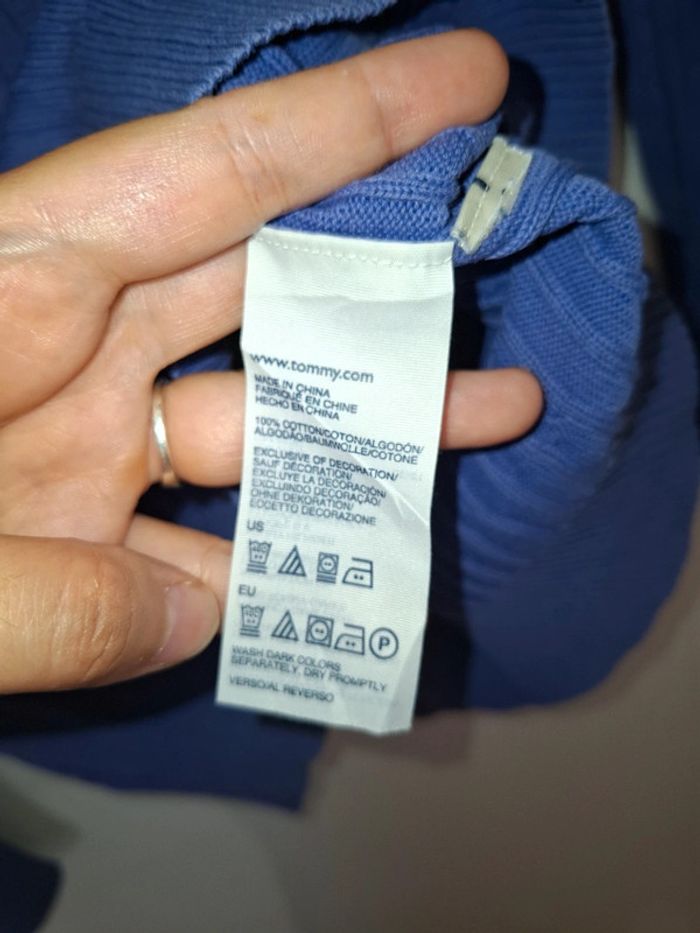 www.tommy.com
MADE IN CHINA
FABRIQUÉ EN CHINE
HECHO EN CHINA
100% COTTON/COTON/ALGODÓN/
ALGODÃO/BAUMWOLLE/COTONE
EXCLUSIVE OF DECORATION/
SAUF DÉCORATION/
EXCLUYE LA DECORACIÓN/
EXCLUINDO DECORAÇÃO/
OHNE DEKORATION/
ECCETTO DECORAZIONE
US
EU
P
WASH DARK COLORS
SEPARATELY, DRY PROMPTLY
VERSO/AL REVERSO